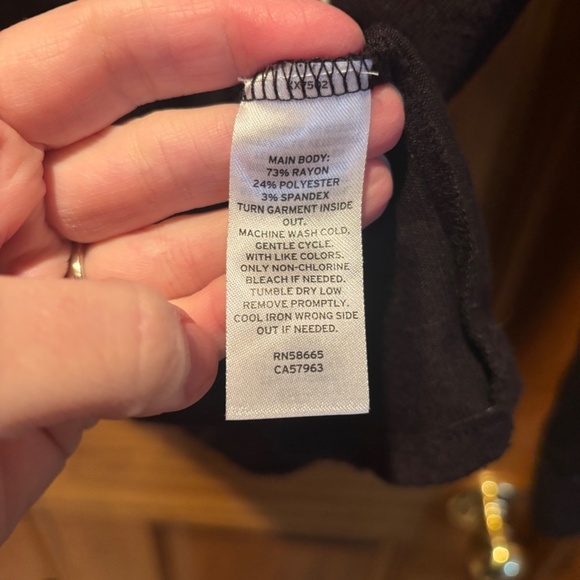 MAIN BODY:
73% RAYON
24% POLYESTER
3% SPANDEX
TURN GARMENT INSIDE
OUT.
MACHINE WASH COLD,
GENTLE CYCLE.
WITH LIKE COLORS.
ONLY NON-CHLORINE
BLEACH IF NEEDED.
TUMBLE DRY LOW
REMOVE PROMPTLY.
COOL IRON WRONG SIDE
OUT IF NEEDED.
RN58665
CA57963